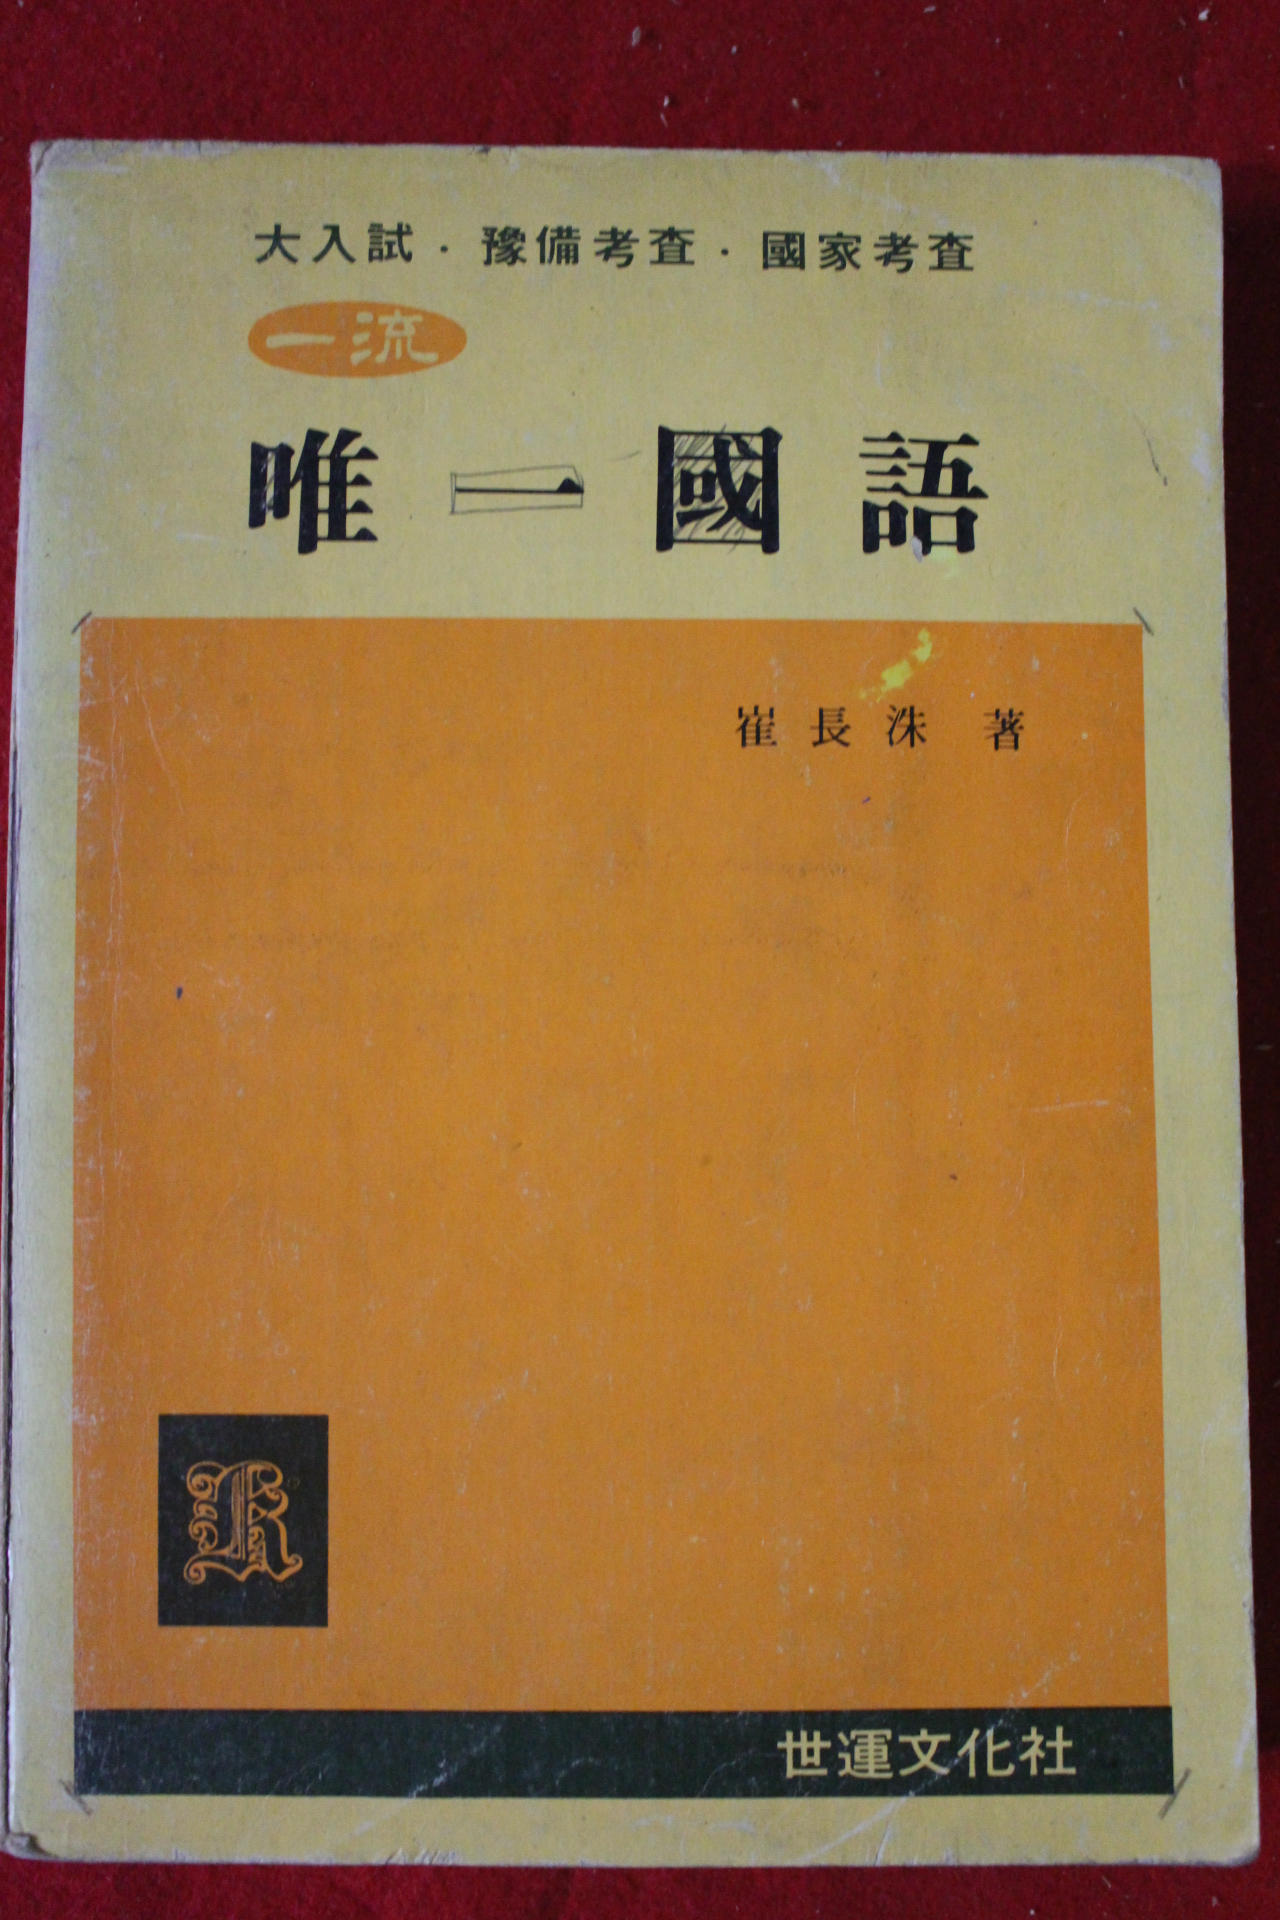 大入試·豫備考査·國家考査
一流
唯一國語
崔長洙 著
K
世運文化社